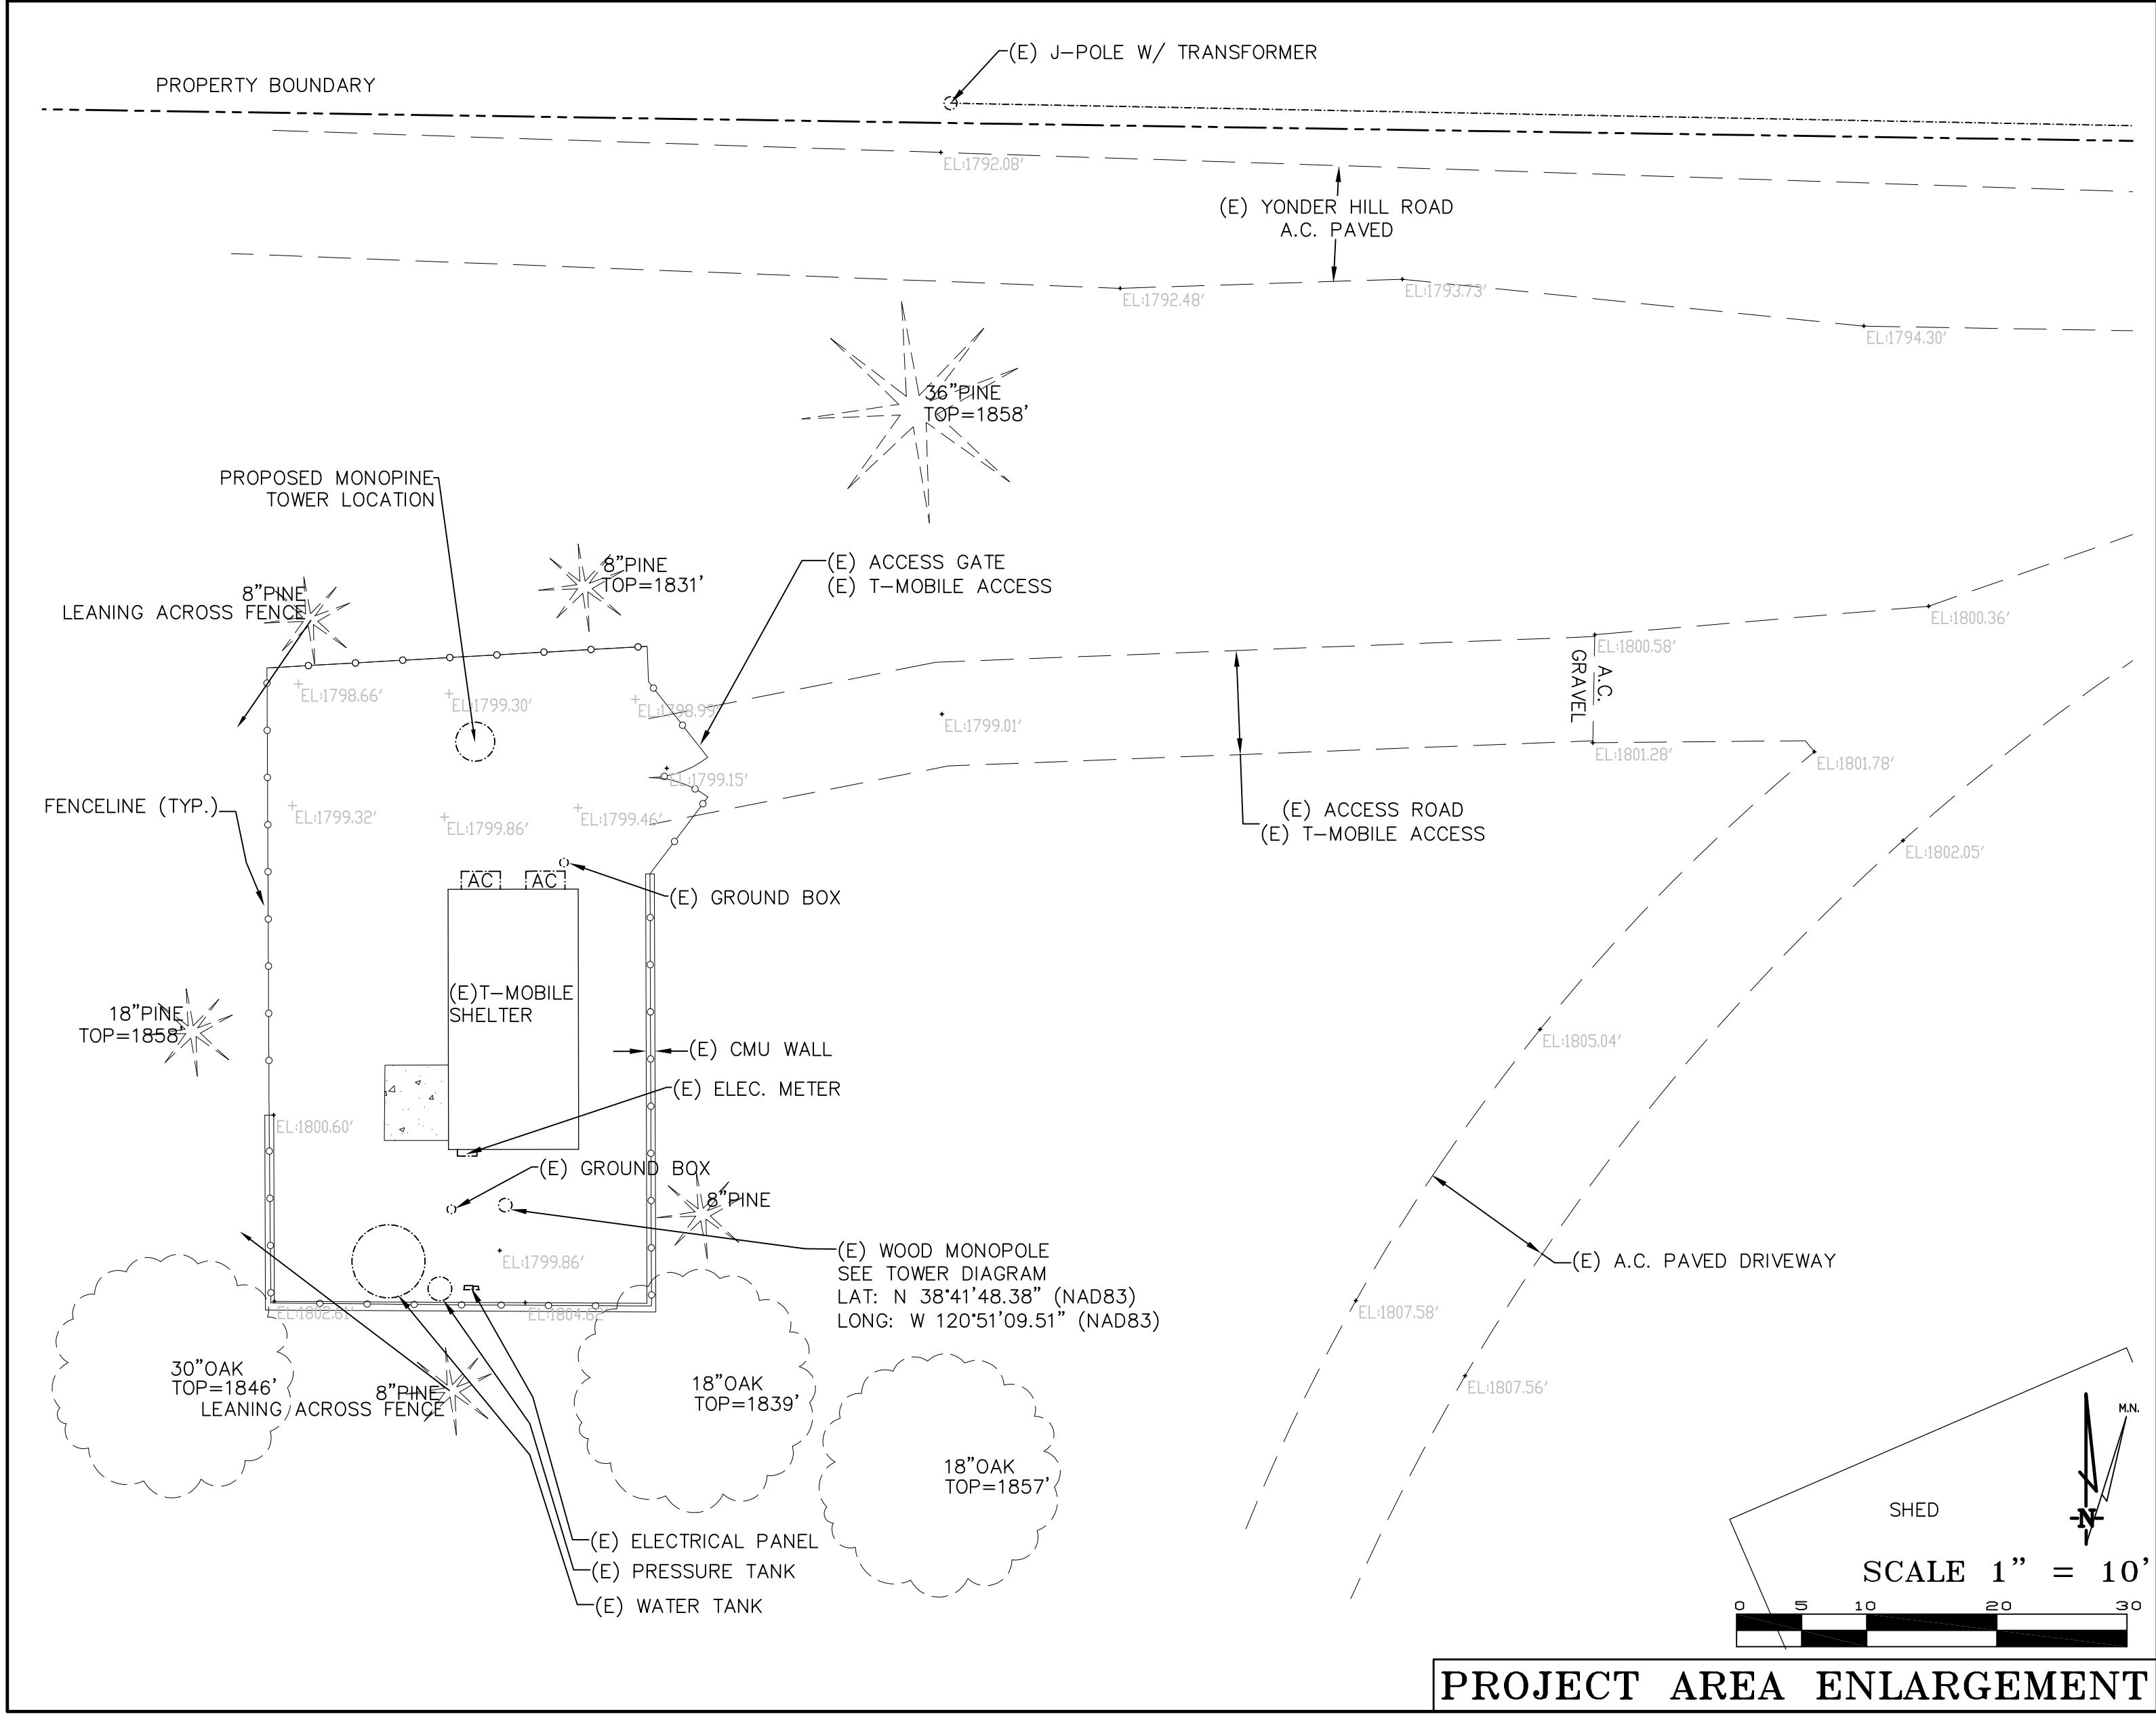 (E) J-POLE W/ TRANSFORMER
PROPERTY BOUNDARY
EL:1792.08'
(E) YONDER HILL ROAD
A.C. PAVED
EL:1792.48'
EL:1793.73'
EL:1794.30'
36"PINE
TOP=1858'
PROPOSED MONOPINE
TOWER LOCATION
(E) ACCESS GATE
(E) T-MOBILE ACCESS
8"PINE
TOP=1831'
8"PINE
LEANING ACROSS FENCE
EL:1800.36'
EL:1800.58'
A.C.
GRAVEL
EL:1798.66'
EL:1799.30'
EL:1798.99'
EL:1799.01'
EL:1801.28'
EL:1801.78'
EL:1799.15'
FENCELINE (TYP.)
EL:1799.32'
EL:1799.86'
EL:1799.46'
(E) ACCESS ROAD
(E) T-MOBILE ACCESS
EL:1802.05'
AC
AC
(E) GROUND BOX
(E)T-MOBILE
SHELTER
18"PINE
TOP=1858'
EL:1805.04'
(E) CMU WALL
(E) ELEC. METER
EL:1800.60'
(E) GROUND BOX
8"PINE
(E) WOOD MONOPOLE
SEE TOWER DIAGRAM
LAT: N 38°41'48.38" (NAD83)
LONG: W 120°51'09.51" (NAD83)
EL:1799.86'
(E) A.C. PAVED DRIVEWAY
EL:1802.61'
EL:1804.62'
EL:1807.58'
EL:1807.56'
30"OAK
TOP=1846'
8"PINE
LEANING ACROSS FENCE
18"OAK
TOP=1839'
18"OAK
TOP=1857'
M.N.
SHED
N
(E) ELECTRICAL PANEL
(E) PRESSURE TANK
(E) WATER TANK
SCALE 1" = 10'
0 5 10 20 30
PROJECT AREA ENLARGEMENT